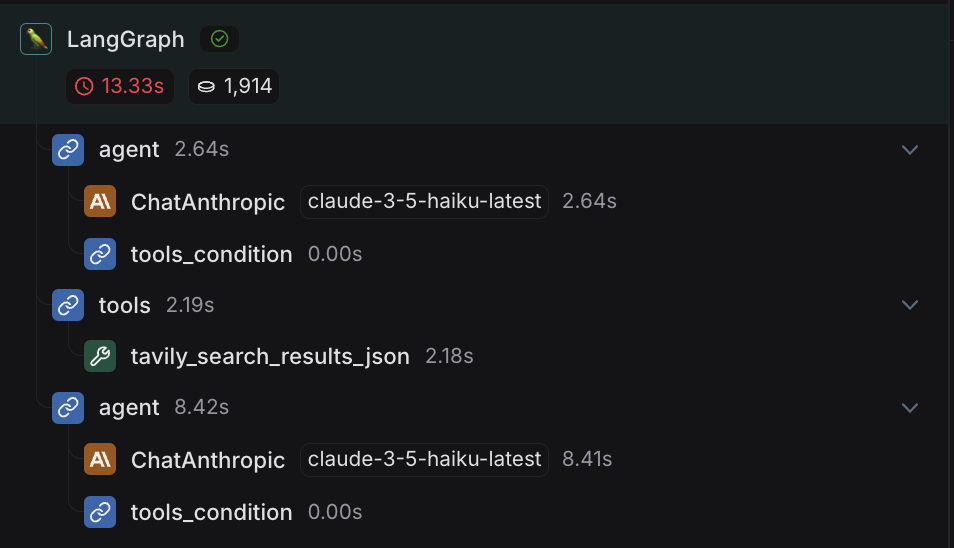 LangGraph
13.33s 1,914
agent 2.64s
ChatAnthropic claude-3-5-haiku-latest 2.64s
tools_condition 0.00s
tools 2.19s
tavily_search_results_json 2.18s
agent 8.42s
ChatAnthropic claude-3-5-haiku-latest 8.41s
tools_condition 0.00s